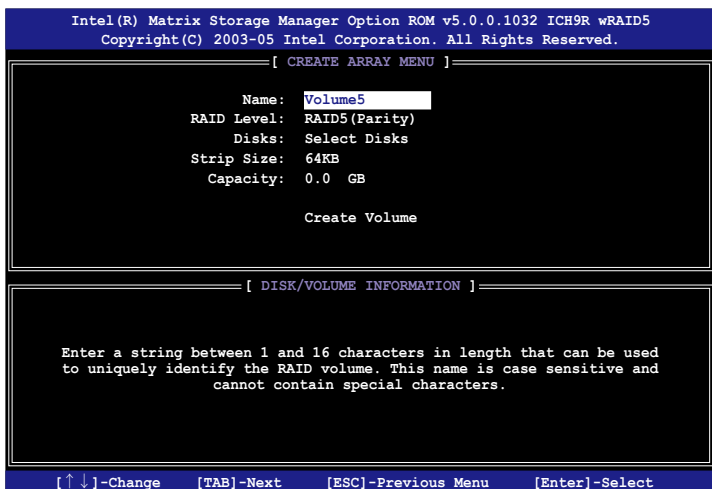 Intel(R) Matrix Storage Manager Option ROM v5.0.0.1032 ICH9R wRAID5
Copyright(C) 2003-05 Intel Corporation. All Rights Reserved.
[ CREATE ARRAY MENU ]
Name: Volume5
RAID Level: RAID5(Parity)
Disks: Select Disks
Strip Size: 64KB
Capacity: 0.0 GB
Create Volume
[ DISK/VOLUME INFORMATION ]
Enter a string between 1 and 16 characters in length that can be used
to uniquely identify the RAID volume. This name is case sensitive and
cannot contain special characters.
[↑↓]-Change [TAB]-Next [ESC]-Previous Menu [Enter]-Select